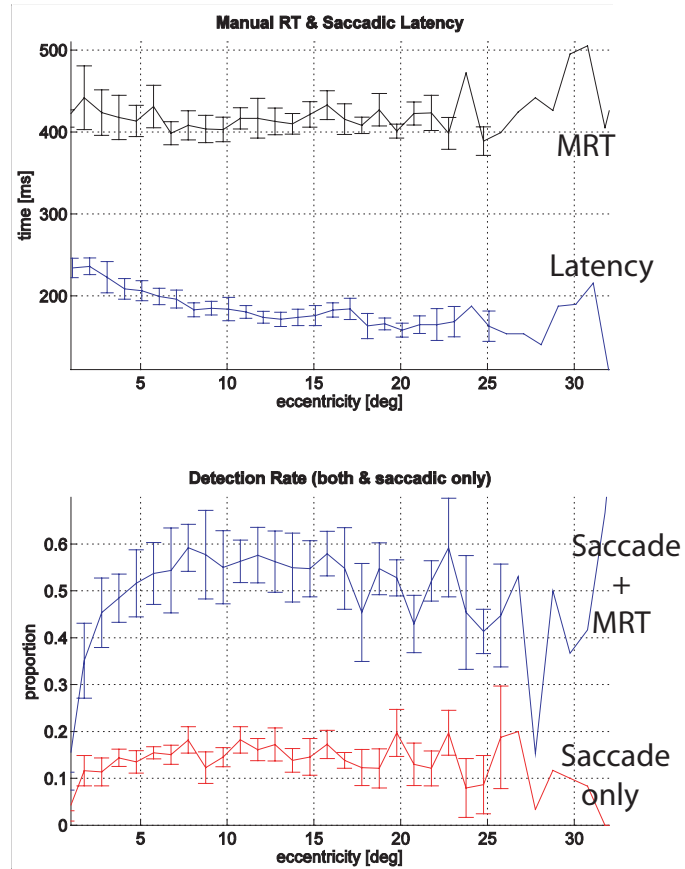 Manual RT & Saccadic Latency
500
400
300
200
time [ms]
MRT
Latency
5 10 15 20 25 30
eccentricity [deg]
Detection Rate (both & saccadic only)
0.6
0.5
0.4
0.3
0.2
0.1
0
proportion
Saccade
+
MRT
Saccade
only
5 10 15 20 25 30
eccentricity [deg]